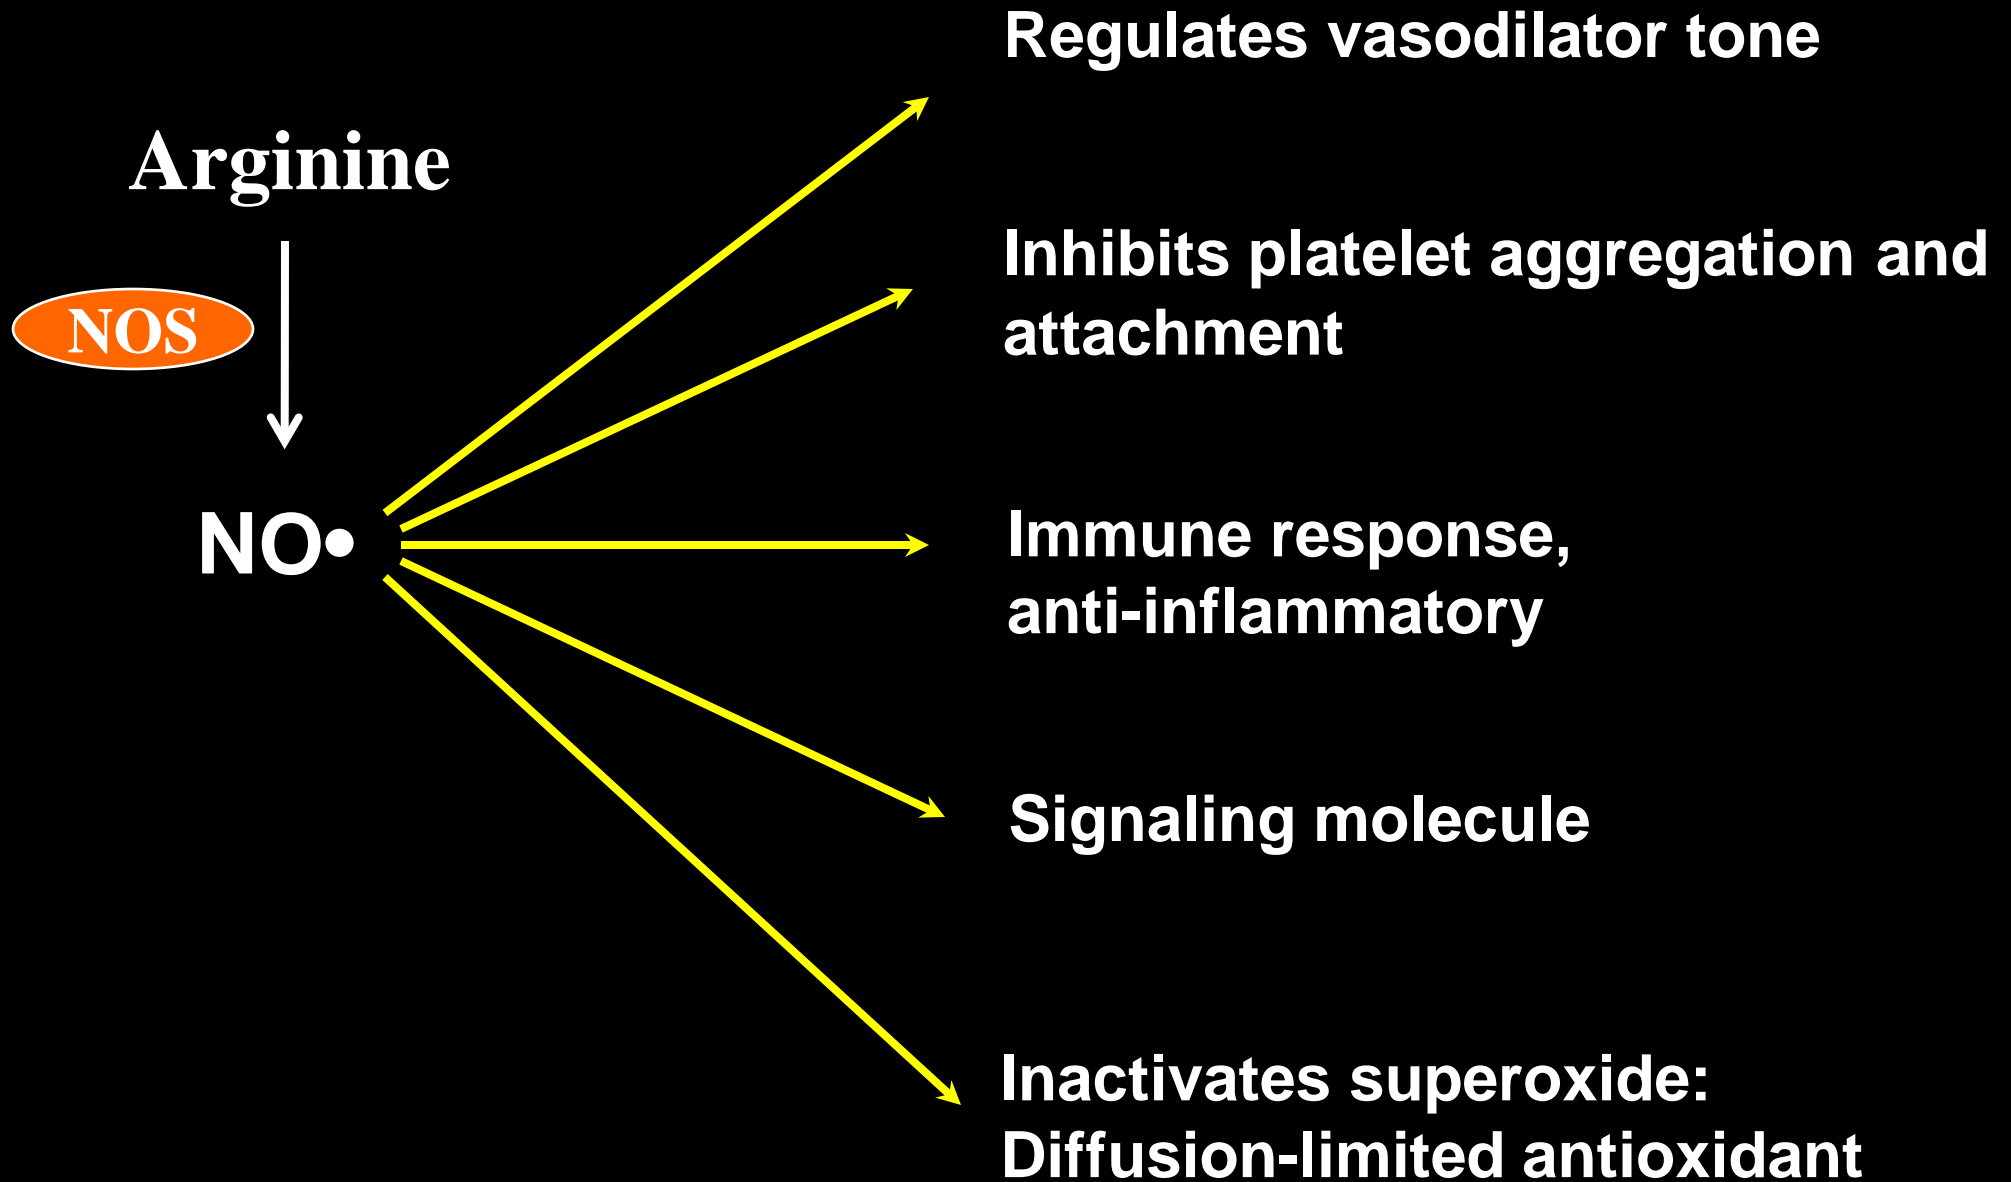 Arginine
NOS
NO•
Regulates vasodilator tone
Inhibits platelet aggregation and
attachment
Immune response,
anti-inflammatory
Signaling molecule
Inactivates superoxide:
Diffusion-limited antioxidant